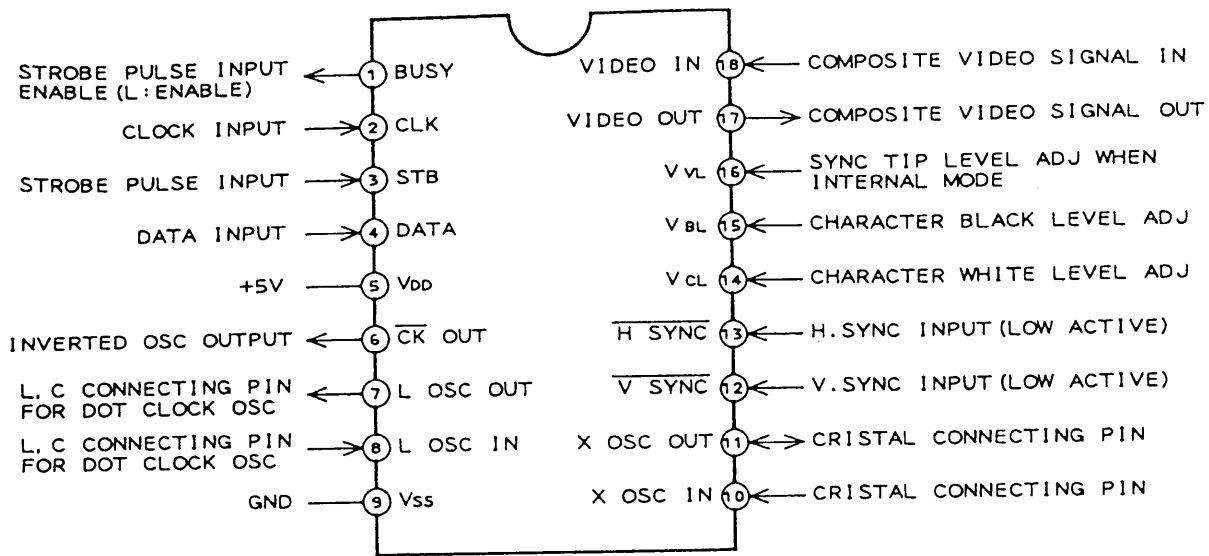 STROBE PULSE INPUT
ENABLE (L:ENABLE)
1 BUSY
CLOCK INPUT
2 CLK
STROBE PULSE INPUT
3 STB
DATA INPUT
4 DATA
+5V
5 VDD
INVERTED OSC OUTPUT
6 CK OUT
L, C CONNECTING PIN
FOR DOT CLOCK OSC
7 L OSC OUT
L, C CONNECTING PIN
FOR DOT CLOCK OSC
8 L OSC IN
GND
9 VSS
VIDEO IN 18
COMPOSITE VIDEO SIGNAL IN
VIDEO OUT 17
COMPOSITE VIDEO SIGNAL OUT
VVL 16
SYNC TIP LEVEL ADJ WHEN
INTERNAL MODE
VBL 15
CHARACTER BLACK LEVEL ADJ
VCL 14
CHARACTER WHITE LEVEL ADJ
H SYNC 13
H.SYNC INPUT (LOW ACTIVE)
V SYNC 12
V.SYNC INPUT (LOW ACTIVE)
X OSC OUT 11
CRISTAL CONNECTING PIN
X OSC IN 10
CRISTAL CONNECTING PIN